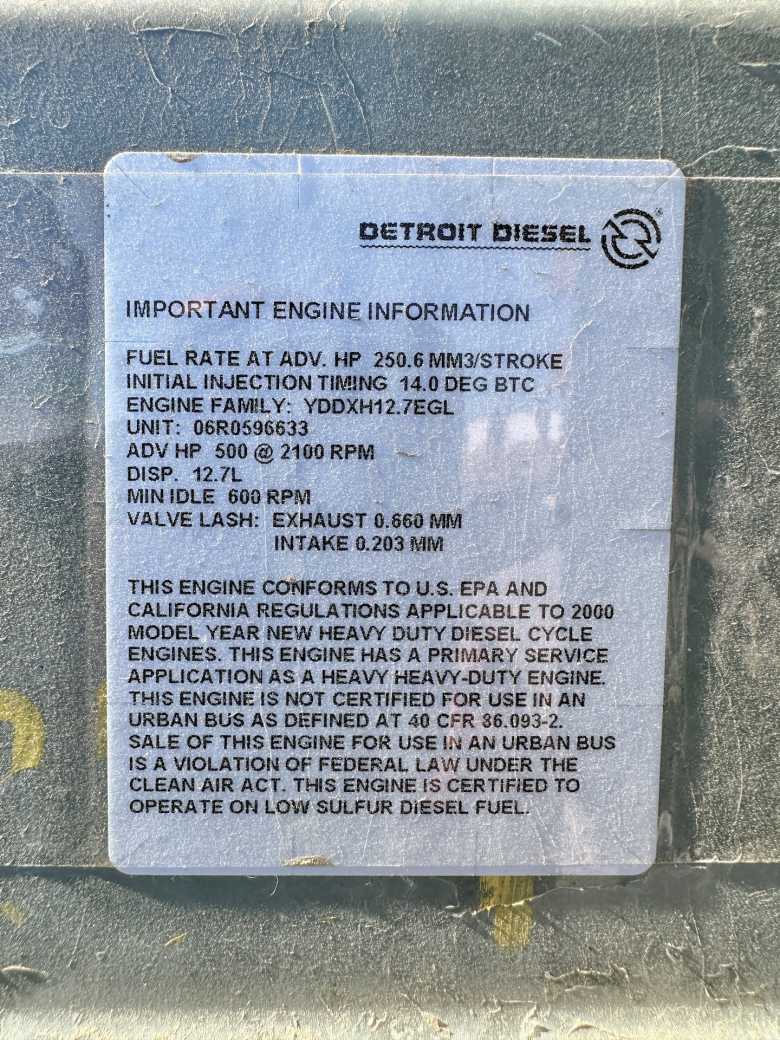 DETROIT DIESEL
IMPORTANT ENGINE INFORMATION
FUEL RATE AT ADV. HP 250.6 MM3/STROKE
INITIAL INJECTION TIMING 14.0 DEG BTC
ENGINE FAMILY: YDDXH12.7EGL
UNIT: 06R0596633
ADV HP 500 @ 2100 RPM
DISP. 12.7L
MIN IDLE 600 RPM
VALVE LASH: EXHAUST 0.660 MM
INTAKE 0.203 MM
THIS ENGINE CONFORMS TO U.S. EPA AND
CALIFORNIA REGULATIONS APPLICABLE TO 2000
MODEL YEAR NEW HEAVY DUTY DIESEL CYCLE
ENGINES. THIS ENGINE HAS A PRIMARY SERVICE
APPLICATION AS A HEAVY HEAVY-DUTY ENGINE.
THIS ENGINE IS NOT CERTIFIED FOR USE IN AN
URBAN BUS AS DEFINED AT 40 CFR 86.093-2.
SALE OF THIS ENGINE FOR USE IN AN URBAN BUS
IS A VIOLATION OF FEDERAL LAW UNDER THE
CLEAN AIR ACT. THIS ENGINE IS CERTIFIED TO
OPERATE ON LOW SULFUR DIESEL FUEL.